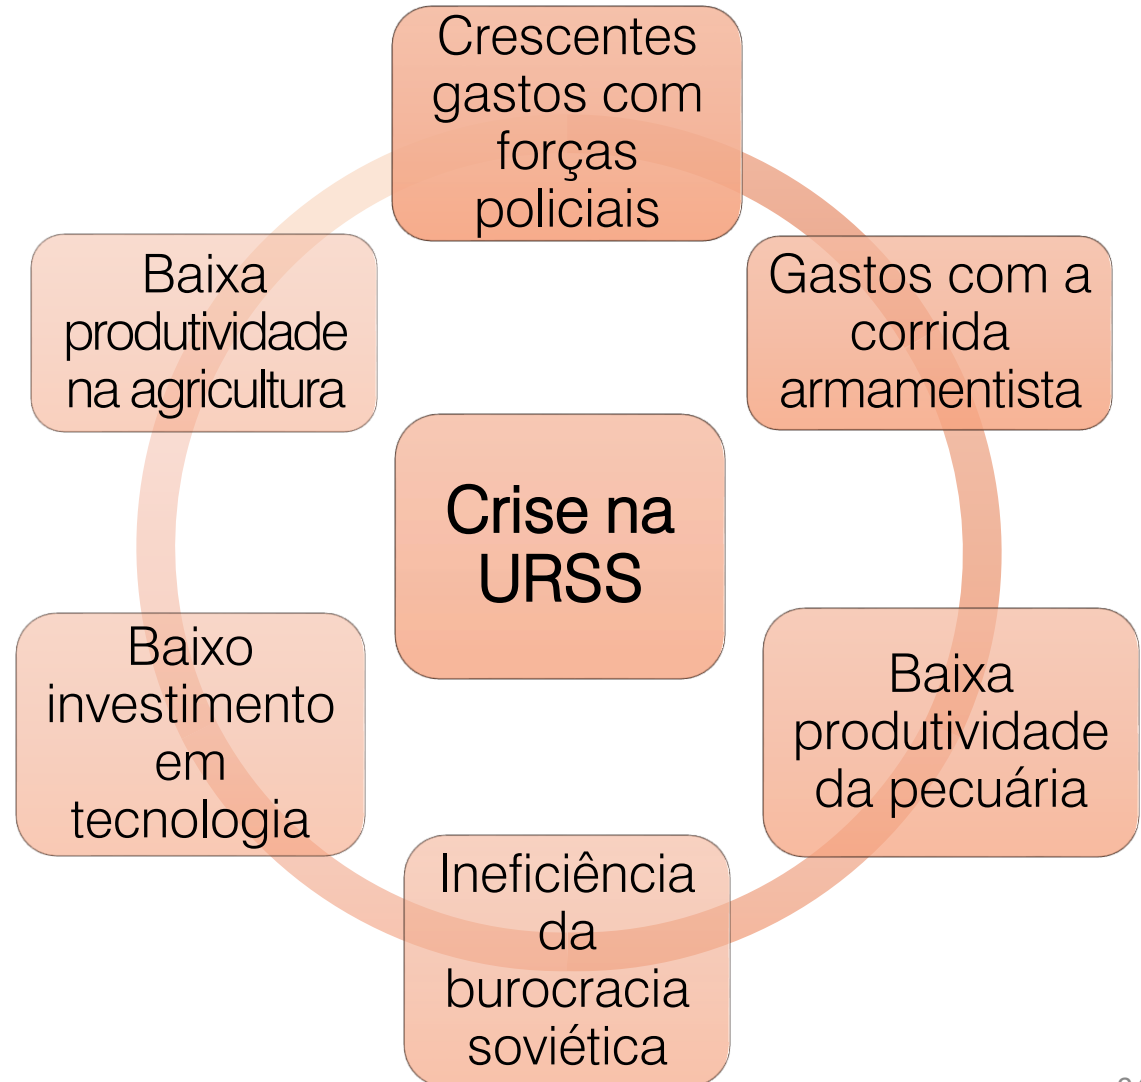 Crescentes
gastos com
forças
policiais
Gastos com a
corrida
armamentista
Baixa
produtividade
da pecuária
Ineficiência
da
burocracia
soviética
Baixo
investimento
em
tecnologia
Baixa
produtividade
na agricultura
Crise na
URSS